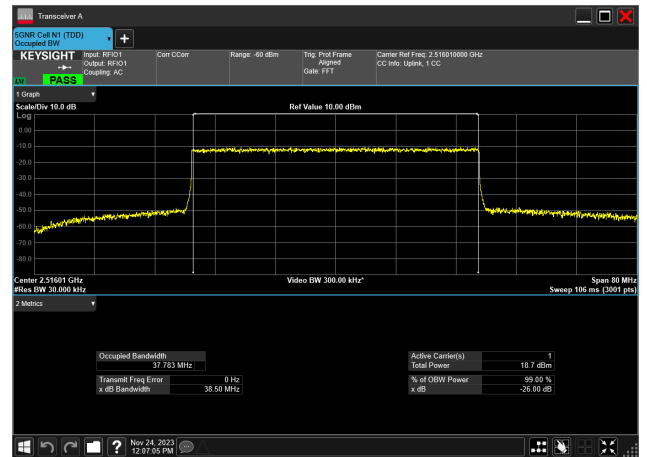 Transceiver A
5GNR Cell N1 (TDD)
Occupied BW
KEYSIGHT
LXI
PASS
Input: RFIO1
Output: RFIO1
Coupling: AC
Corr CCorr
Range: -60 dBm
Trig: Prot Frame
Aligned
Gate: FFT
Carrier Ref Freq: 2.516010000 GHz
CC Info: Uplink, 1 CC
1 Graph
Scale/Div 10.0 dB
Ref Value 10.00 dBm
Log
0.00
-10.0
-20.0
-30.0
-40.0
-50.0
-60.0
-70.0
-80.0
Center 2.51601 GHz
Video BW 300.00 kHz*
Span 80 MHz
#Res BW 30.000 kHz
Sweep 106 ms (3001 pts)
2 Metrics
Occupied Bandwidth
37.783 MHz
Transmit Freq Error 0 Hz
x dB Bandwidth 38.50 MHz
Active Carrier(s) 1
Total Power 18.7 dBm
% of OBW Power 99.00 %
x dB -26.00 dB
?
Nov 24, 2023
12:07:05 PM